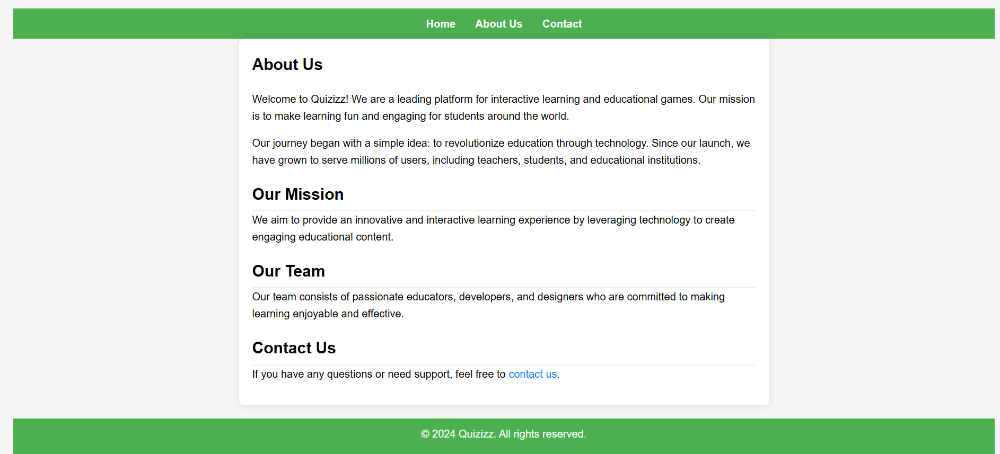 Home About Us Contact
About Us
Welcome to Quizizz! We are a leading platform for interactive learning and educational games. Our mission
is to make learning fun and engaging for students around the world.
Our journey began with a simple idea: to revolutionize education through technology. Since our launch, we
have grown to serve millions of users, including teachers, students, and educational institutions.
Our Mission
We aim to provide an innovative and interactive learning experience by leveraging technology to create
engaging educational content.
Our Team
Our team consists of passionate educators, developers, and designers who are committed to making
learning enjoyable and effective.
Contact Us
If you have any questions or need support, feel free to contact us.
© 2024 Quizizz. All rights reserved.